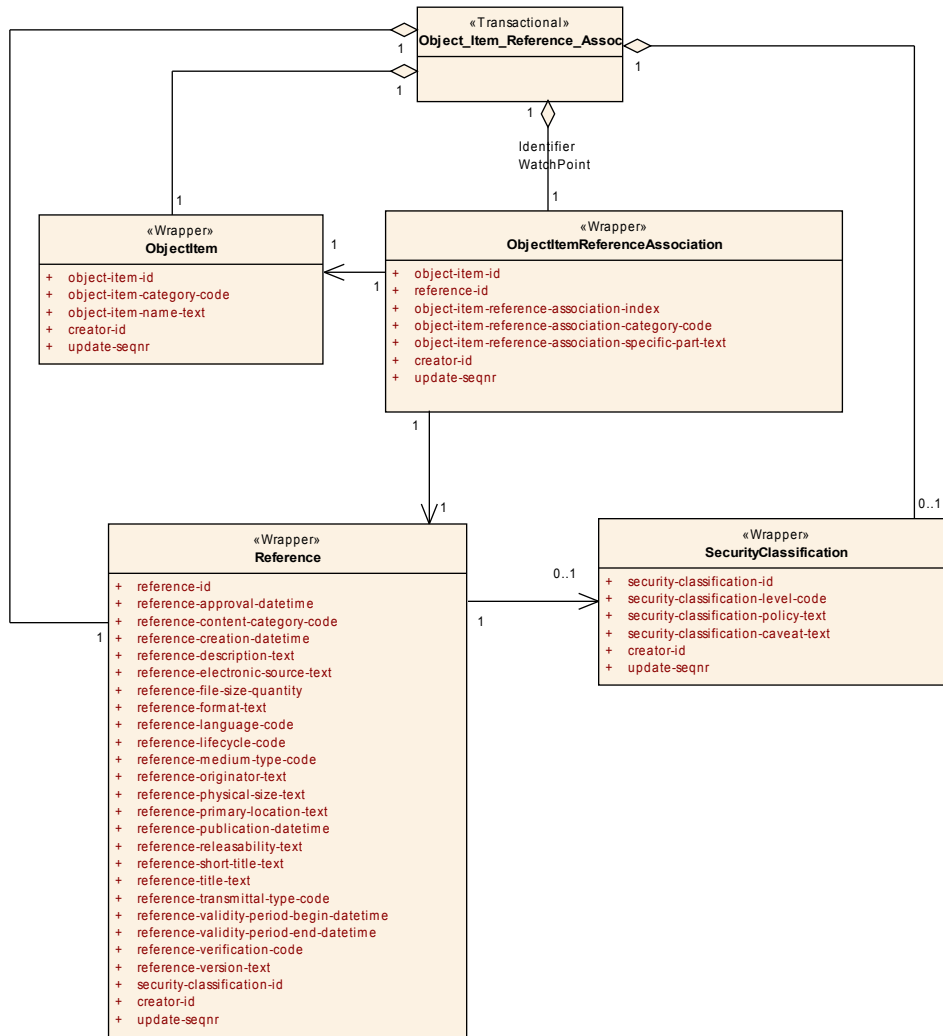 «Transactional»
Object_Item_Reference_Assoc
1
1
1
1
Identifier
WatchPoint
1
1
«Wrapper»
ObjectItem
+ object-item-id
+ object-item-category-code
+ object-item-name-text
+ creator-id
+ update-seqnr
1
1
«Wrapper»
ObjectItemReferenceAssociation
+ object-item-id
+ reference-id
+ object-item-reference-association-index
+ object-item-reference-association-category-code
+ object-item-reference-association-specific-part-text
+ creator-id
+ update-seqnr
1
1
0..1
«Wrapper»
Reference
+ reference-id
+ reference-approval-datetime
+ reference-content-category-code
+ reference-creation-datetime
+ reference-description-text
+ reference-electronic-source-text
+ reference-file-size-quantity
+ reference-format-text
+ reference-language-code
+ reference-lifecycle-code
+ reference-medium-type-code
+ reference-originator-text
+ reference-physical-size-text
+ reference-primary-location-text
+ reference-publication-datetime
+ reference-releasability-text
+ reference-short-title-text
+ reference-title-text
+ reference-transmittal-type-code
+ reference-validity-period-begin-datetime
+ reference-validity-period-end-datetime
+ reference-verification-code
+ reference-version-text
+ security-classification-id
+ creator-id
+ update-seqnr
1
0..1
1
«Wrapper»
SecurityClassification
+ security-classification-id
+ security-classification-level-code
+ security-classification-policy-text
+ security-classification-caveat-text
+ creator-id
+ update-seqnr